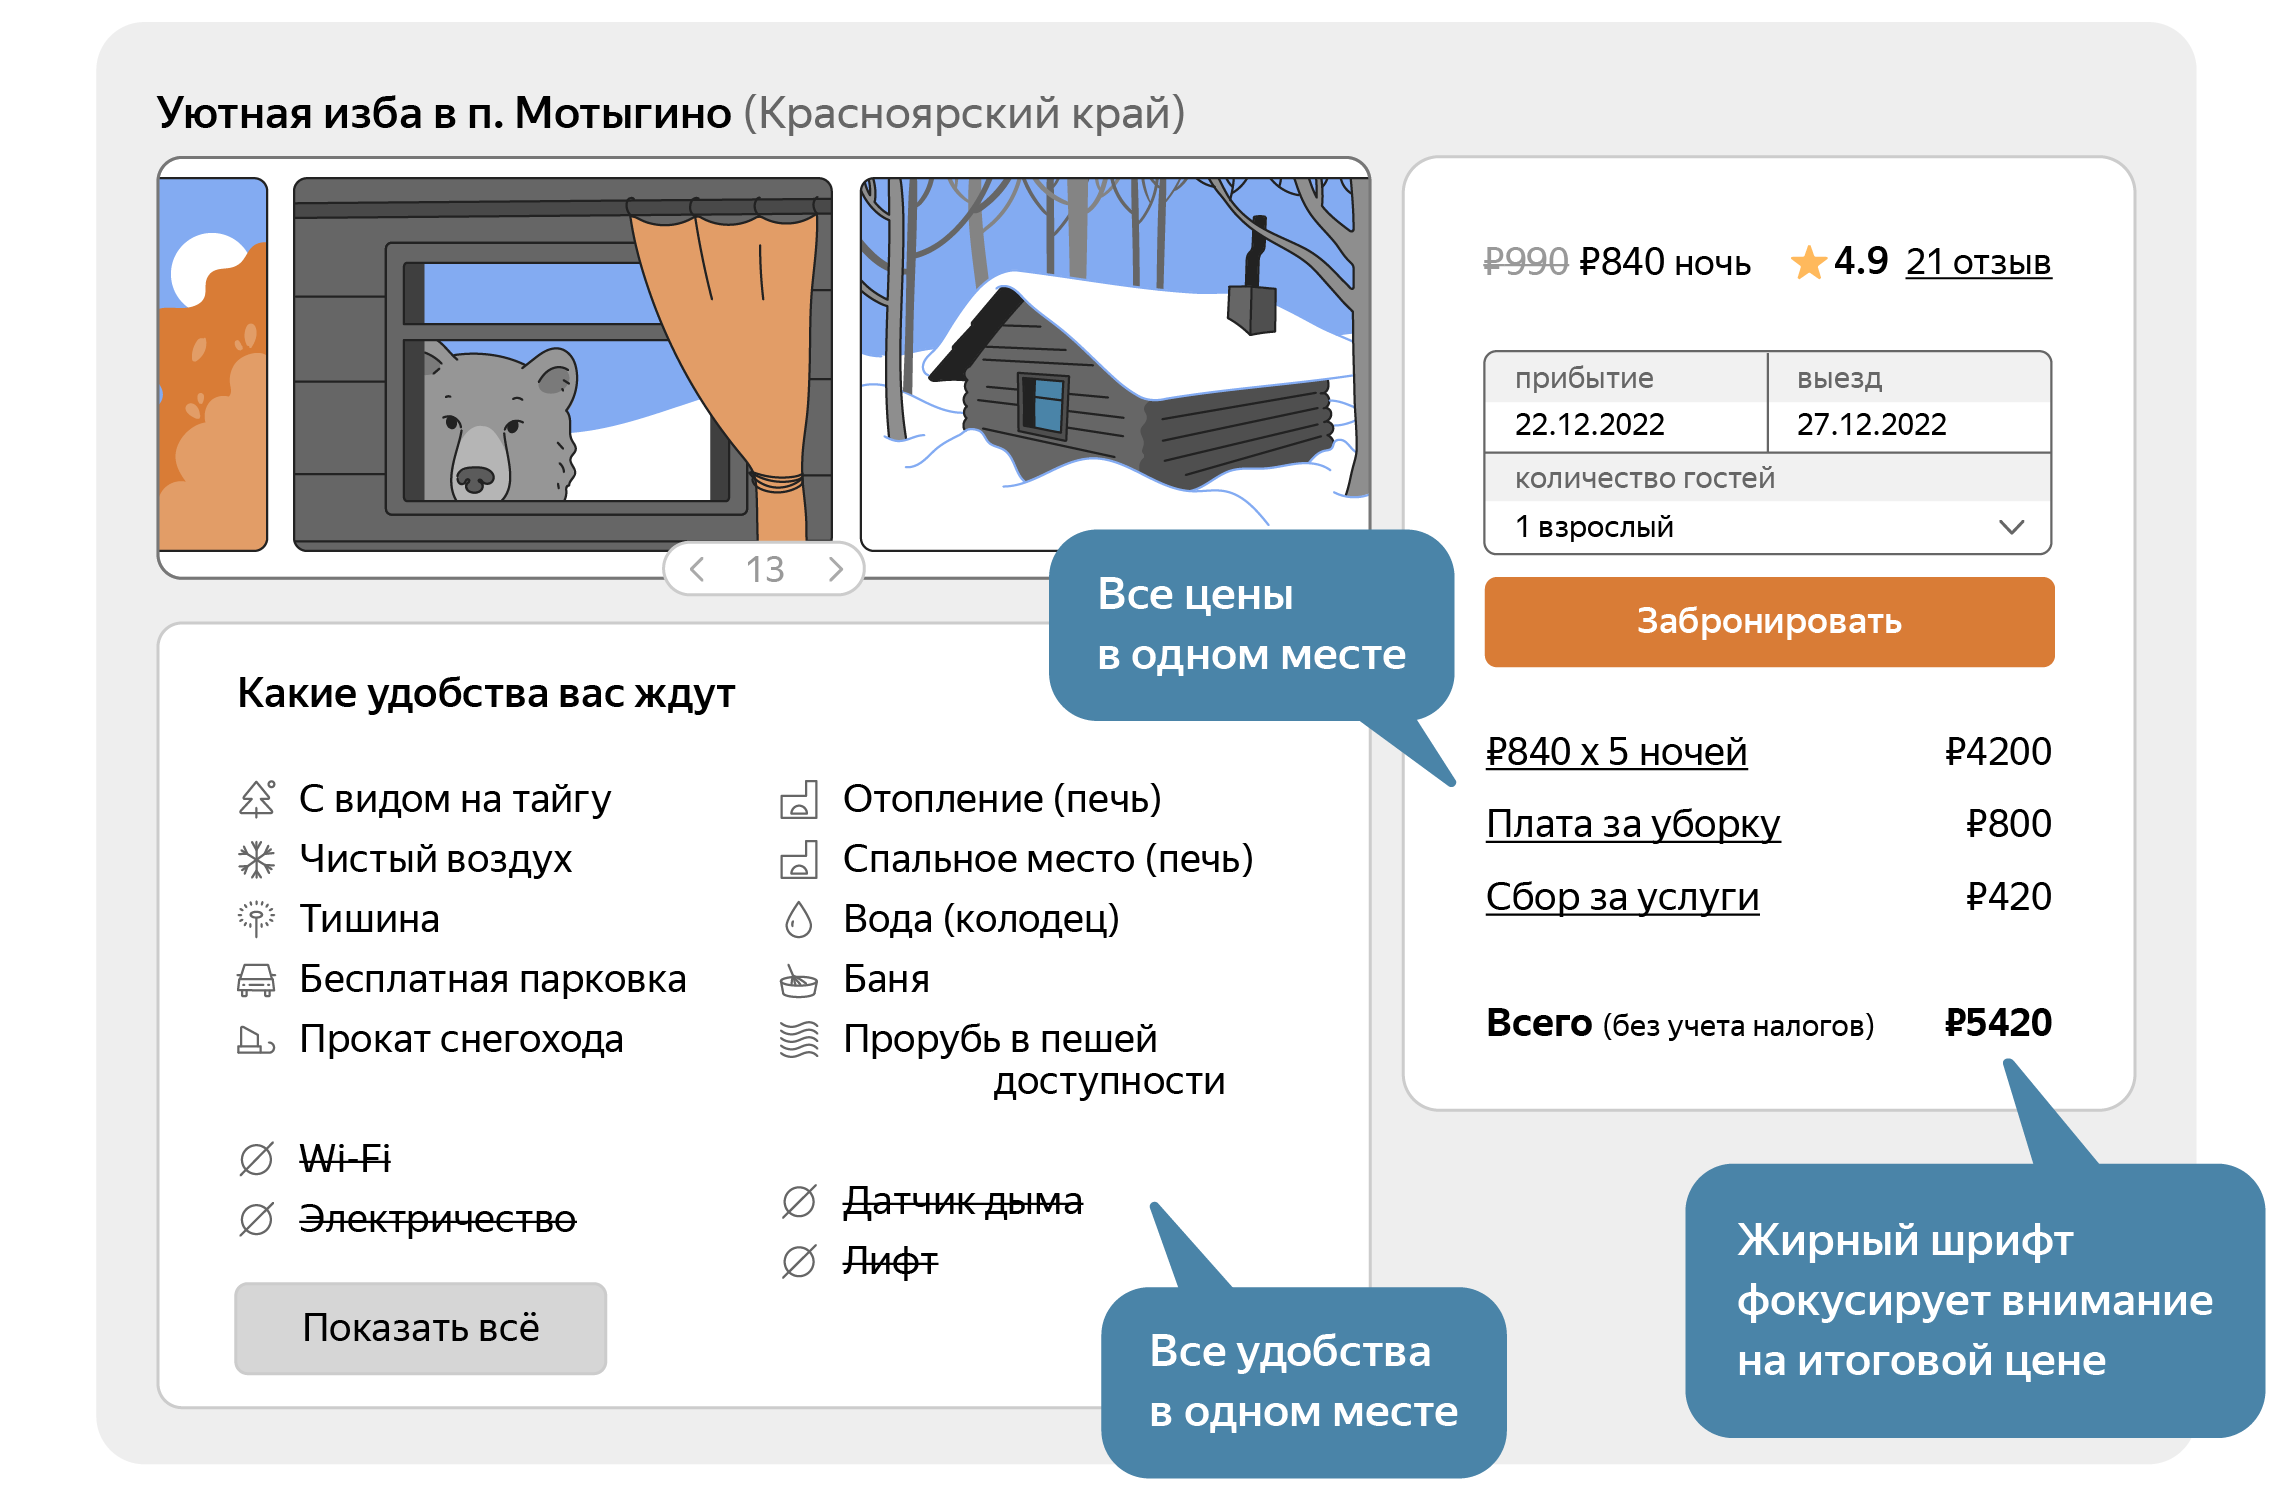 Уютная изба в п. Мотыгино (Красноярский край)
13
₽990 ₽840 ночь 4.9 21 отзыв
прибытие выезд
22.12.2022 27.12.2022
количество гостей
1 взрослый
Забронировать
₽840 x 5 ночей ₽4200
Плата за уборку ₽800
Сбор за услуги ₽420
Всего (без учета налогов) ₽5420
Все цены
в одном месте
Какие удобства вас ждут
С видом на тайгу
Чистый воздух
Тишина
Бесплатная парковка
Прокат снегохода
Wi-Fi
Электричество
Отопление (печь)
Спальное место (печь)
Вода (колодец)
Баня
Прорубь в пешей
доступности
Датчик дыма
Лифт
Показать всё
Все удобства
в одном месте
Жирный шрифт
фокусирует внимание
на итоговой цене